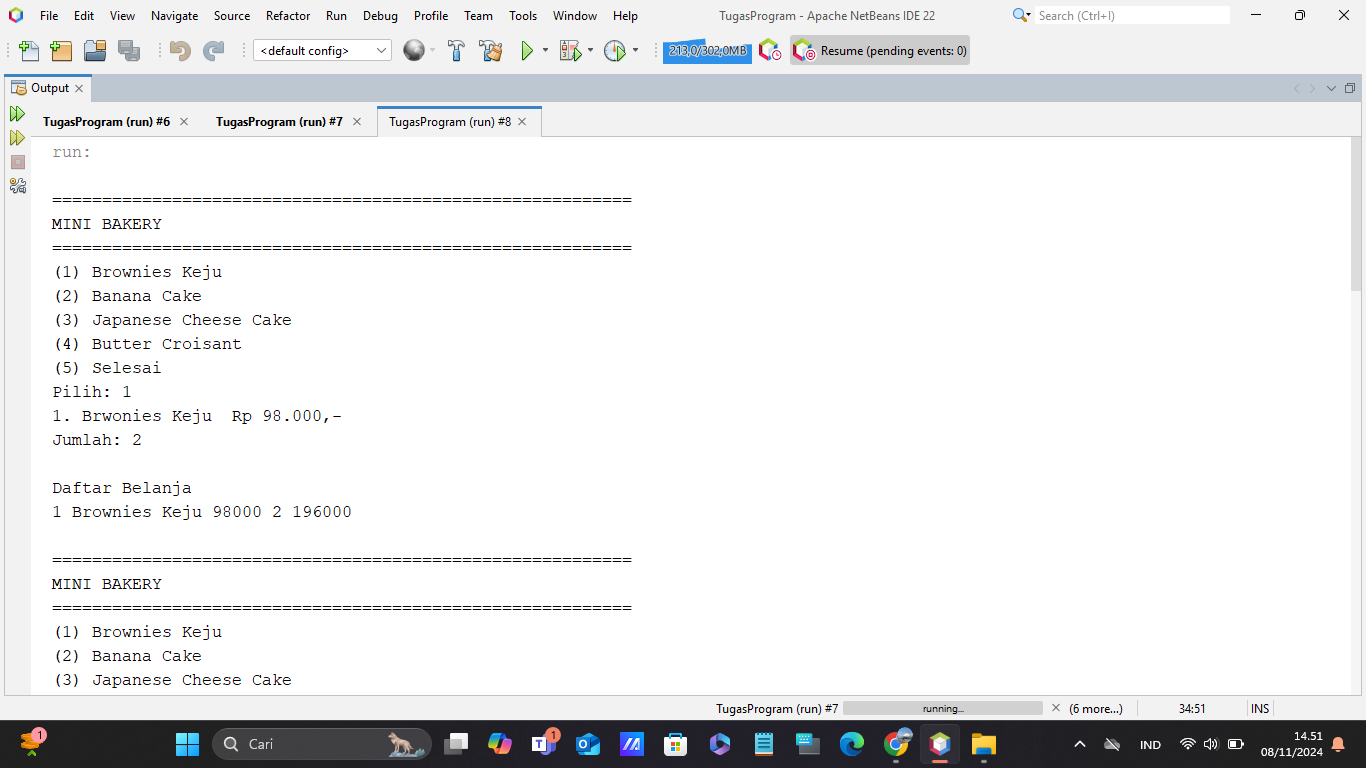 File Edit View Navigate Source Refactor Run Debug Profile Team Tools Window Help TugasProgram - Apache NetBeans IDE 22 Search (Ctrl+I)
<default config> 213,0/302,0MB Resume (pending events: 0)
Output
TugasProgram (run) #6 TugasProgram (run) #7 TugasProgram (run) #8
run:
==========================================================
MINI BAKERY
==========================================================
(1) Brownies Keju
(2) Banana Cake
(3) Japanese Cheese Cake
(4) Butter Croisant
(5) Selesai
Pilih: 1
1. Brwonies Keju  Rp 98.000,-
Jumlah: 2
Daftar Belanja
1 Brownies Keju 98000 2 196000
==========================================================
MINI BAKERY
==========================================================
(1) Brownies Keju
(2) Banana Cake
(3) Japanese Cheese Cake
TugasProgram (run) #7 running... (6 more...) 34:51 INS
1 Cari 1 IND 14.51
08/11/2024